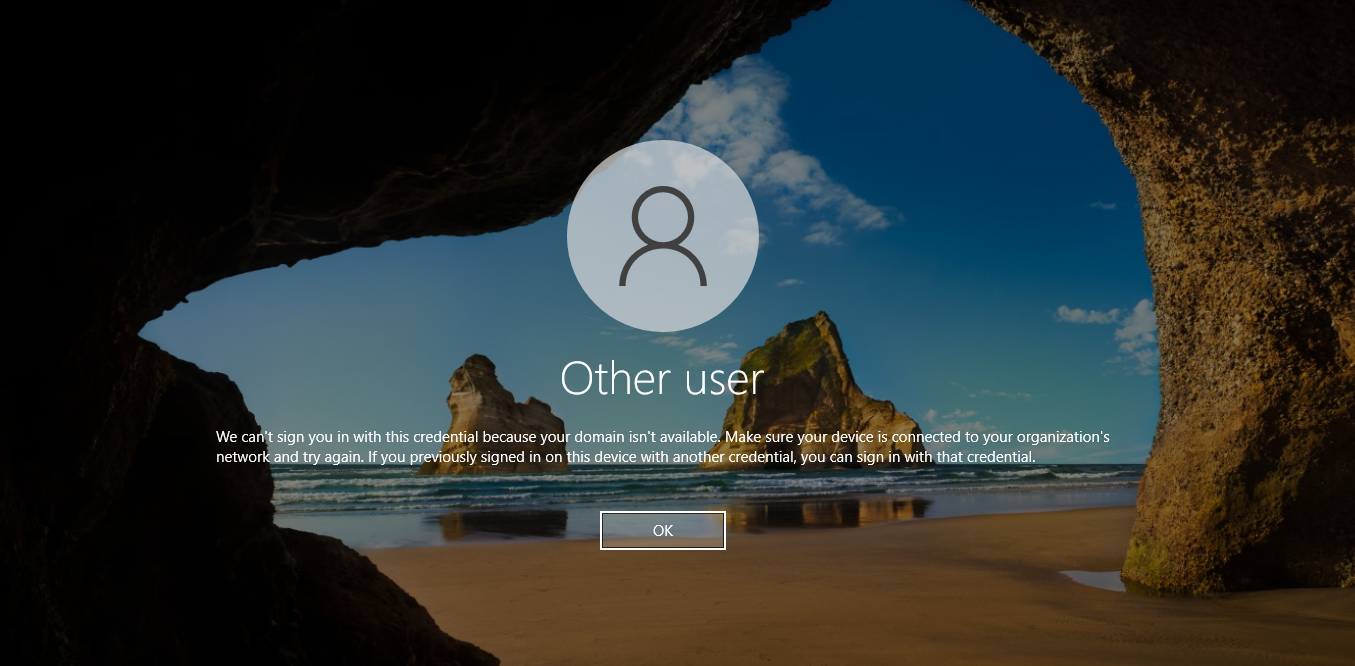 Other user
We can't sign you in with this credential because your domain isn't available. Make sure your device is connected to your organization's
network and try again. If you previously signed in on this device with another credential, you can sign in with that credential.
OK